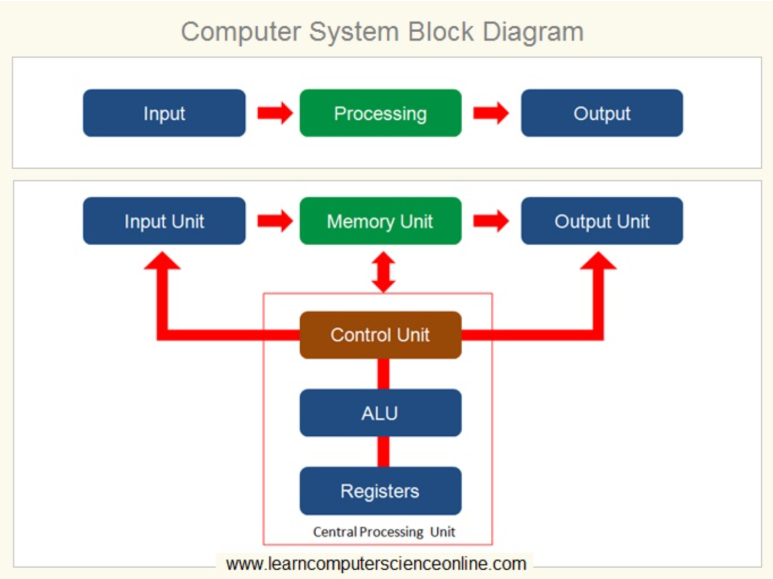 Computer System Block Diagram
Input
Processing
Output
Input Unit
Memory Unit
Output Unit
Control Unit
ALU
Registers
Central Processing Unit
www.learncomputerscienceonline.com